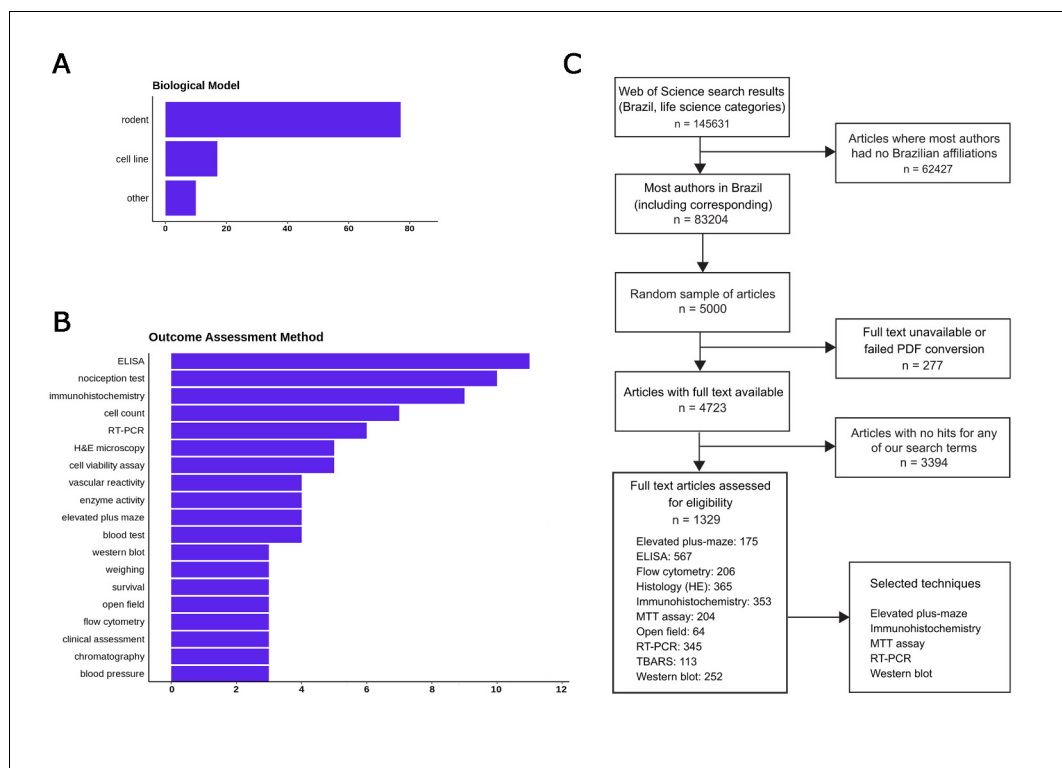 A
Biological Model
rodent
cell line
other
0 20 40 60 80
B
Outcome Assessment Method
ELISA
nociception test
immunohistochemistry
cell count
RT-PCR
H&E microscopy
cell viability assay
vascular reactivity
enzyme activity
elevated plus maze
blood test
western blot
weighing
survival
open field
flow cytometry
clinical assessment
chromatography
blood pressure
0 2 4 6 8 10 12
C
Web of Science search results
(Brazil, life science categories)
n = 145631
Articles where most authors
had no Brazilian affiliations
n = 62427
Most authors in Brazil
(including corresponding)
n = 83204
Random sample of articles
n = 5000
Full text unavailable or
failed PDF conversion
n = 277
Articles with full text available
n = 4723
Articles with no hits for any
of our search terms
n = 3394
Full text articles assessed
for eligibility
n = 1329
Elevated plus-maze: 175
ELISA: 567
Flow cytometry: 206
Histology (HE): 365
Immunohistochemistry: 353
MTT assay: 204
Open field: 64
RT-PCR: 345
TBARS: 113
Western blot: 252
Selected techniques
Elevated plus-maze
Immunohistochemistry
MTT assay
RT-PCR
Western blot